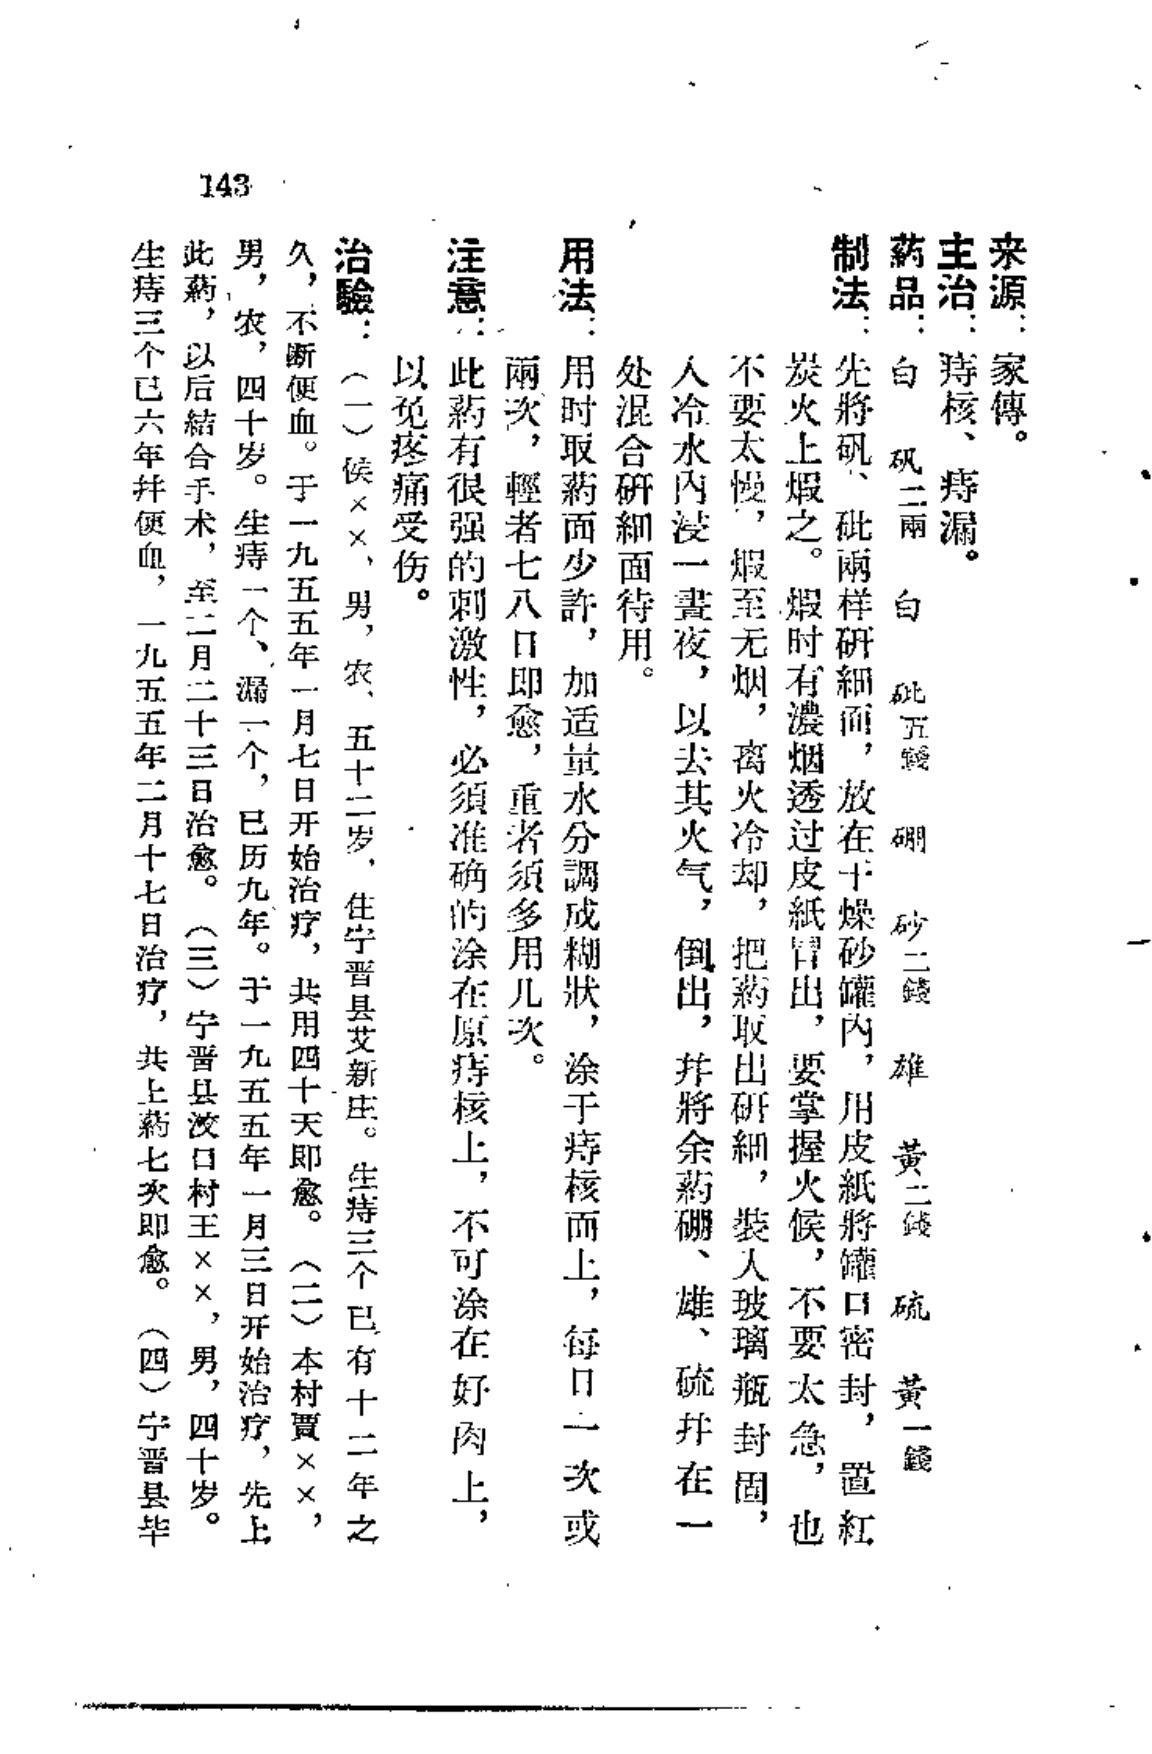 来源：家傳。
主治：痔核、痔漏。
葯品：白　矾二兩　白　砒五錢　硼　砂二錢　雄　黃二錢　硫　黃一錢
制法：先將矾、砒兩样研細面，放在干燥砂罐内，用皮紙將罐口密封，置紅
炭火上煆之。煆时有濃烟透过皮紙冒出，要掌握火候，不要太急，也
不要太慢，煆至无烟，离火冷却，把葯取出研細，装入玻璃瓶封固，
入冷水内浸一晝夜，以去其火气，倒出，幷將余葯硼、雄、硫幷在一
处混合研細面待用。
用法：用时取葯面少許，加适量水分調成糊狀，涂于痔核面上，每日一次或
兩次，輕者七八日即愈，重者須多用几次。
注意：此葯有很强的刺激性，必須准确的涂在原痔核上，不可涂在好肉上，
以免疼痛受伤。
治驗：（一）侯××，男，农，五十二岁，住宁晋县艾新庄。生痔三个已有十二年之
久，不断便血。于一九五五年一月七日开始治疗，共用四十天即愈。（二）本村賈××，
男，农，四十岁。生痔一个、漏一个，已历九年。于一九五五年一月三日开始治疗，先上
此葯，以后結合手术，至二月二十三日治愈。（三）宁晋县汶口村王××，男，四十岁。
生痔三个已六年幷便血，一九五五年二月十七日治疗，共上葯七次即愈。（四）宁晋县毕
143